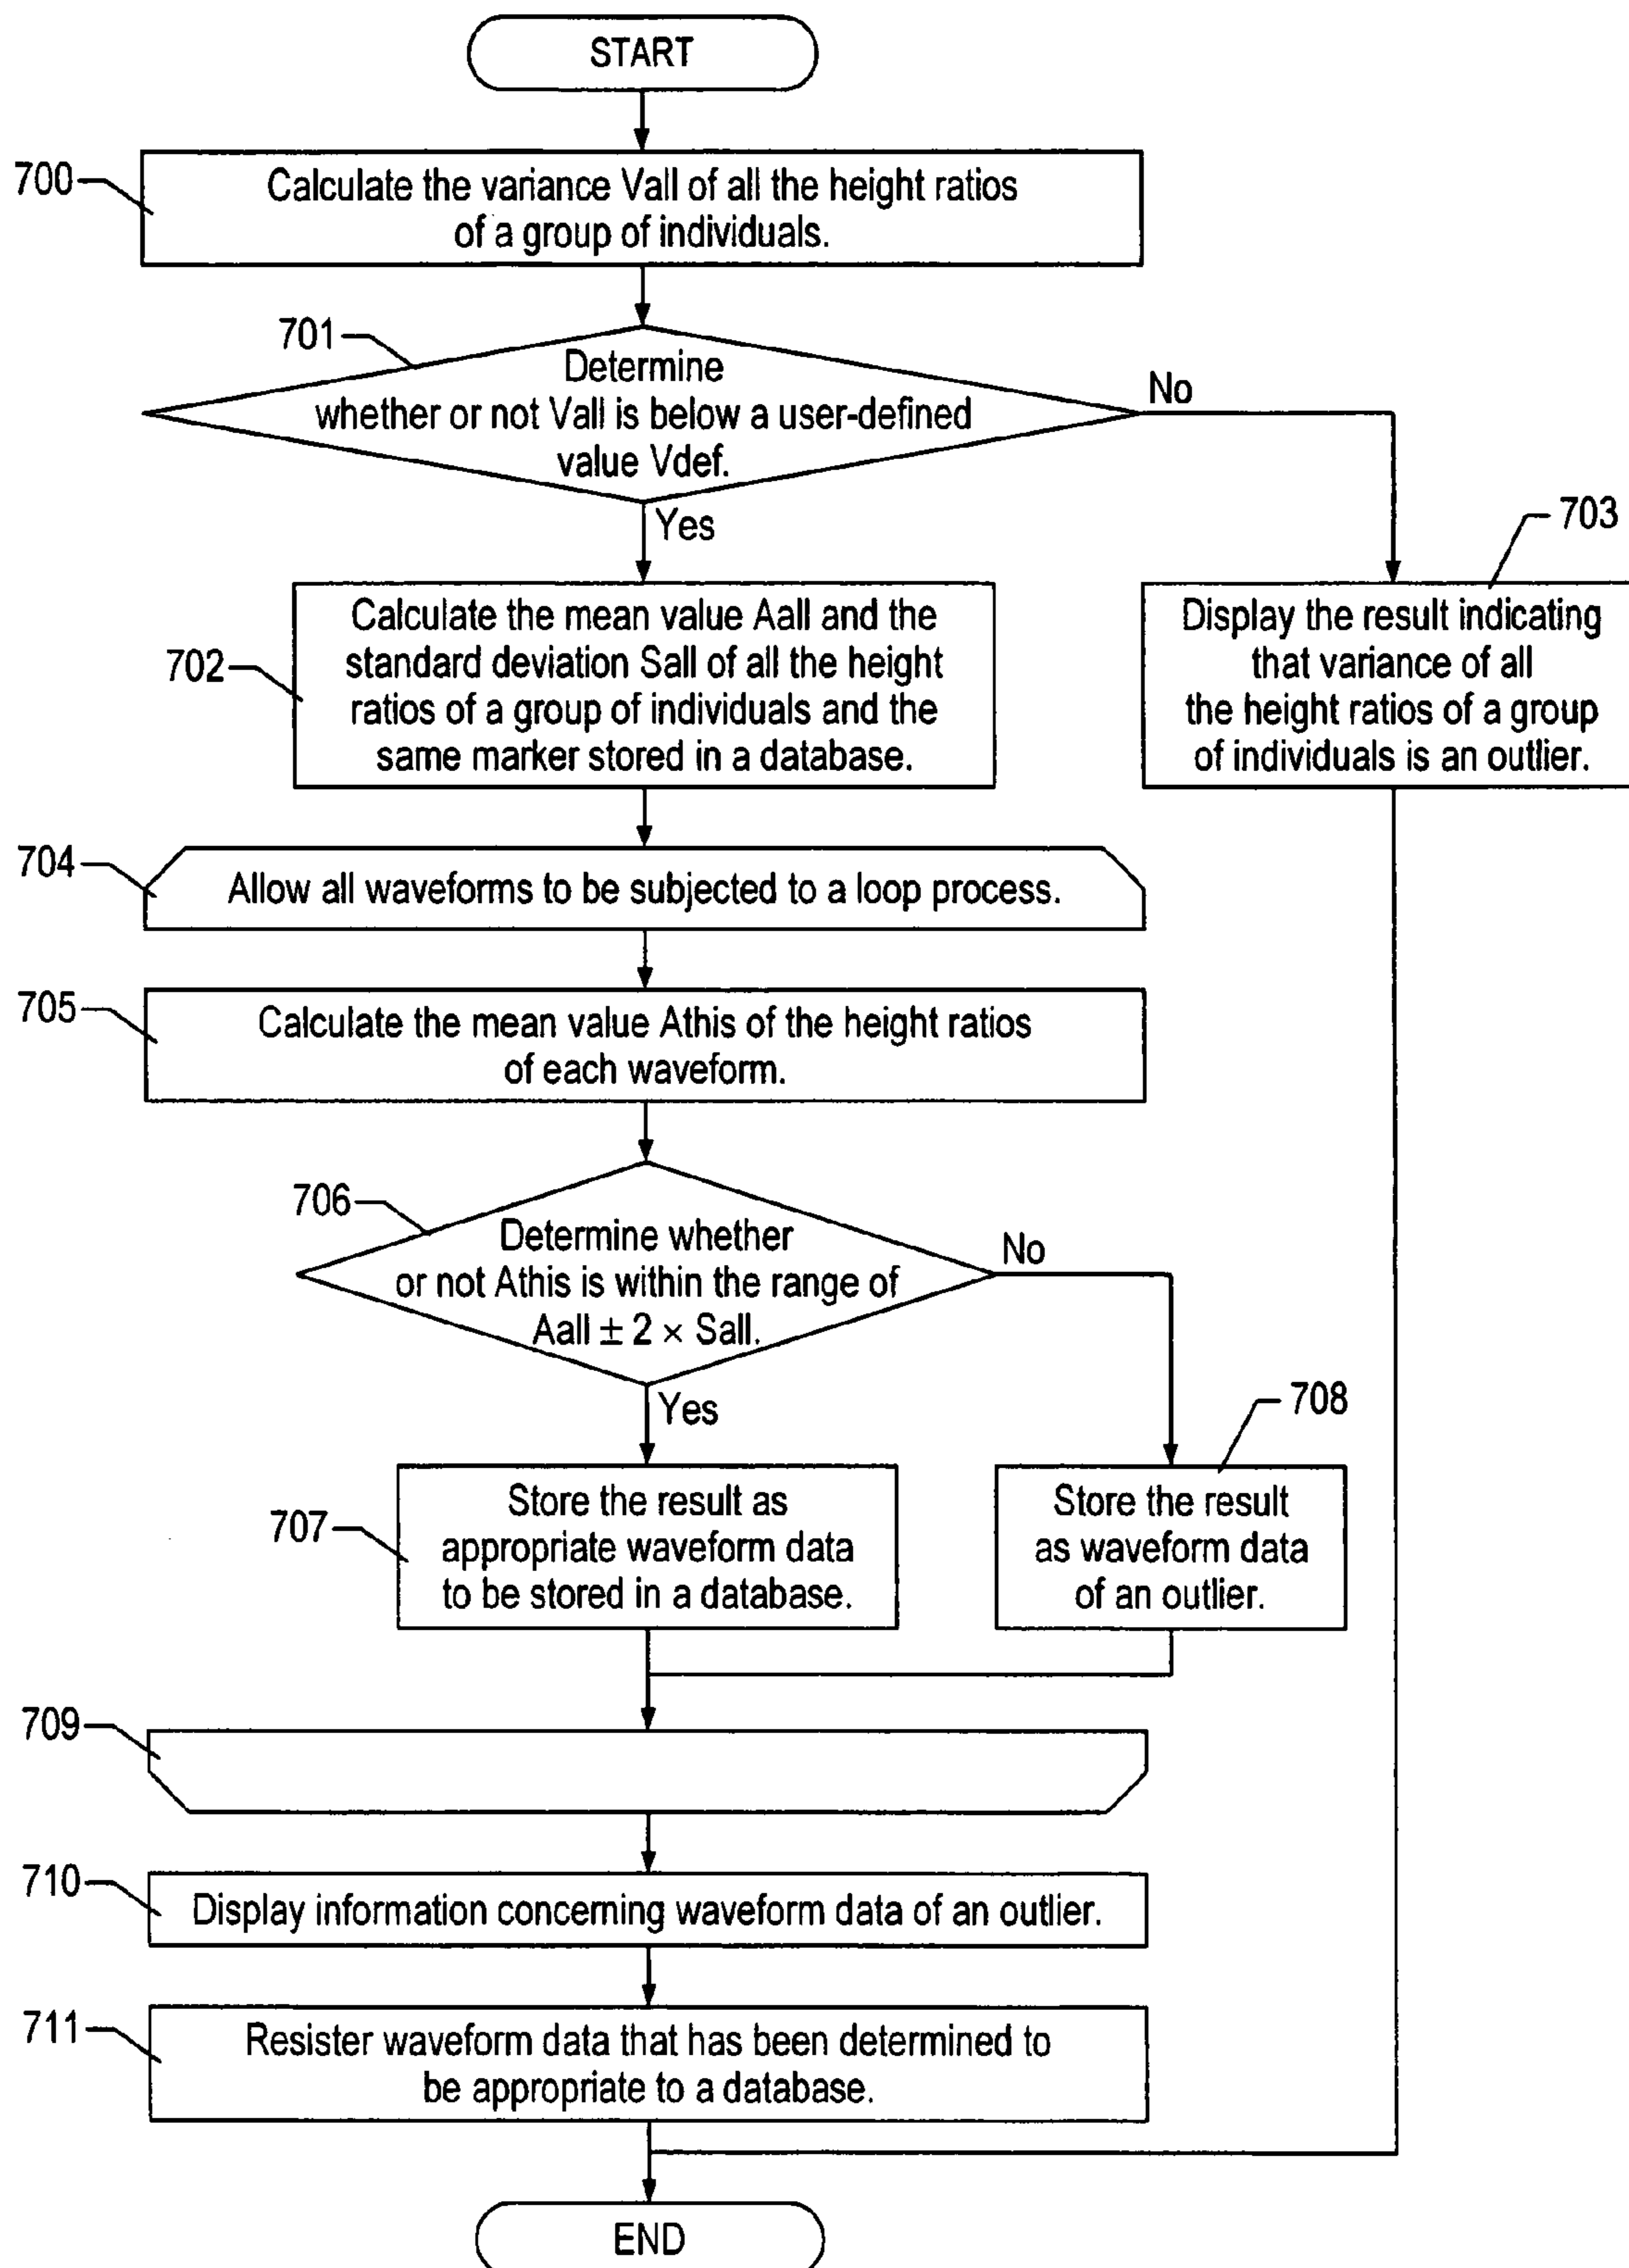 START
700
Calculate the variance Vall of all the height ratios
of a group of individuals.
701
Determine
whether or not Vall is below a user-defined
value Vdef.
No
Yes
702
Calculate the mean value Aall and the
standard deviation Sall of all the height
ratios of a group of individuals and the
same marker stored in a database.
703
Display the result indicating
that variance of all
the height ratios of a group
of individuals is an outlier.
704
Allow all waveforms to be subjected to a loop process.
705
Calculate the mean value Athis of the height ratios
of each waveform.
706
Determine whether
or not Athis is within the range of
Aall ± 2 × Sall.
No
Yes
707
Store the result as
appropriate waveform data
to be stored in a database.
708
Store the result
as waveform data
of an outlier.
709
710
Display information concerning waveform data of an outlier.
711
Resister waveform data that has been determined to
be appropriate to a database.
END